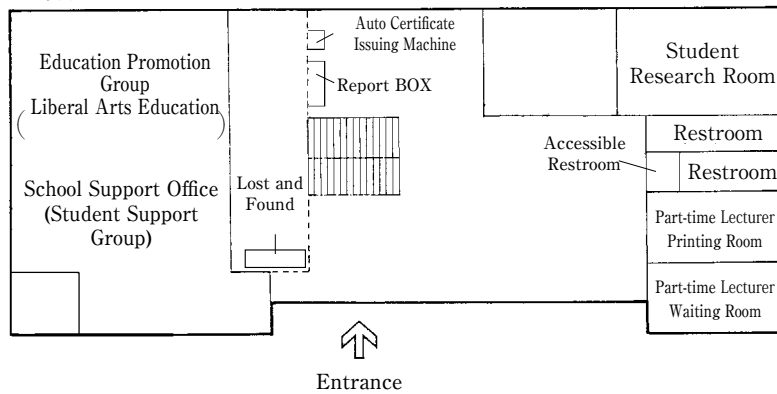 Auto Certificate
Issuing Machine
Report BOX
Education Promotion
Group
(Liberal Arts Education)
School Support Office
(Student Support
Group)
Lost and
Found
Student
Research Room
Accessible
Restroom
Restroom
Restroom
Part-time Lecturer
Printing Room
Part-time Lecturer
Waiting Room
Entrance